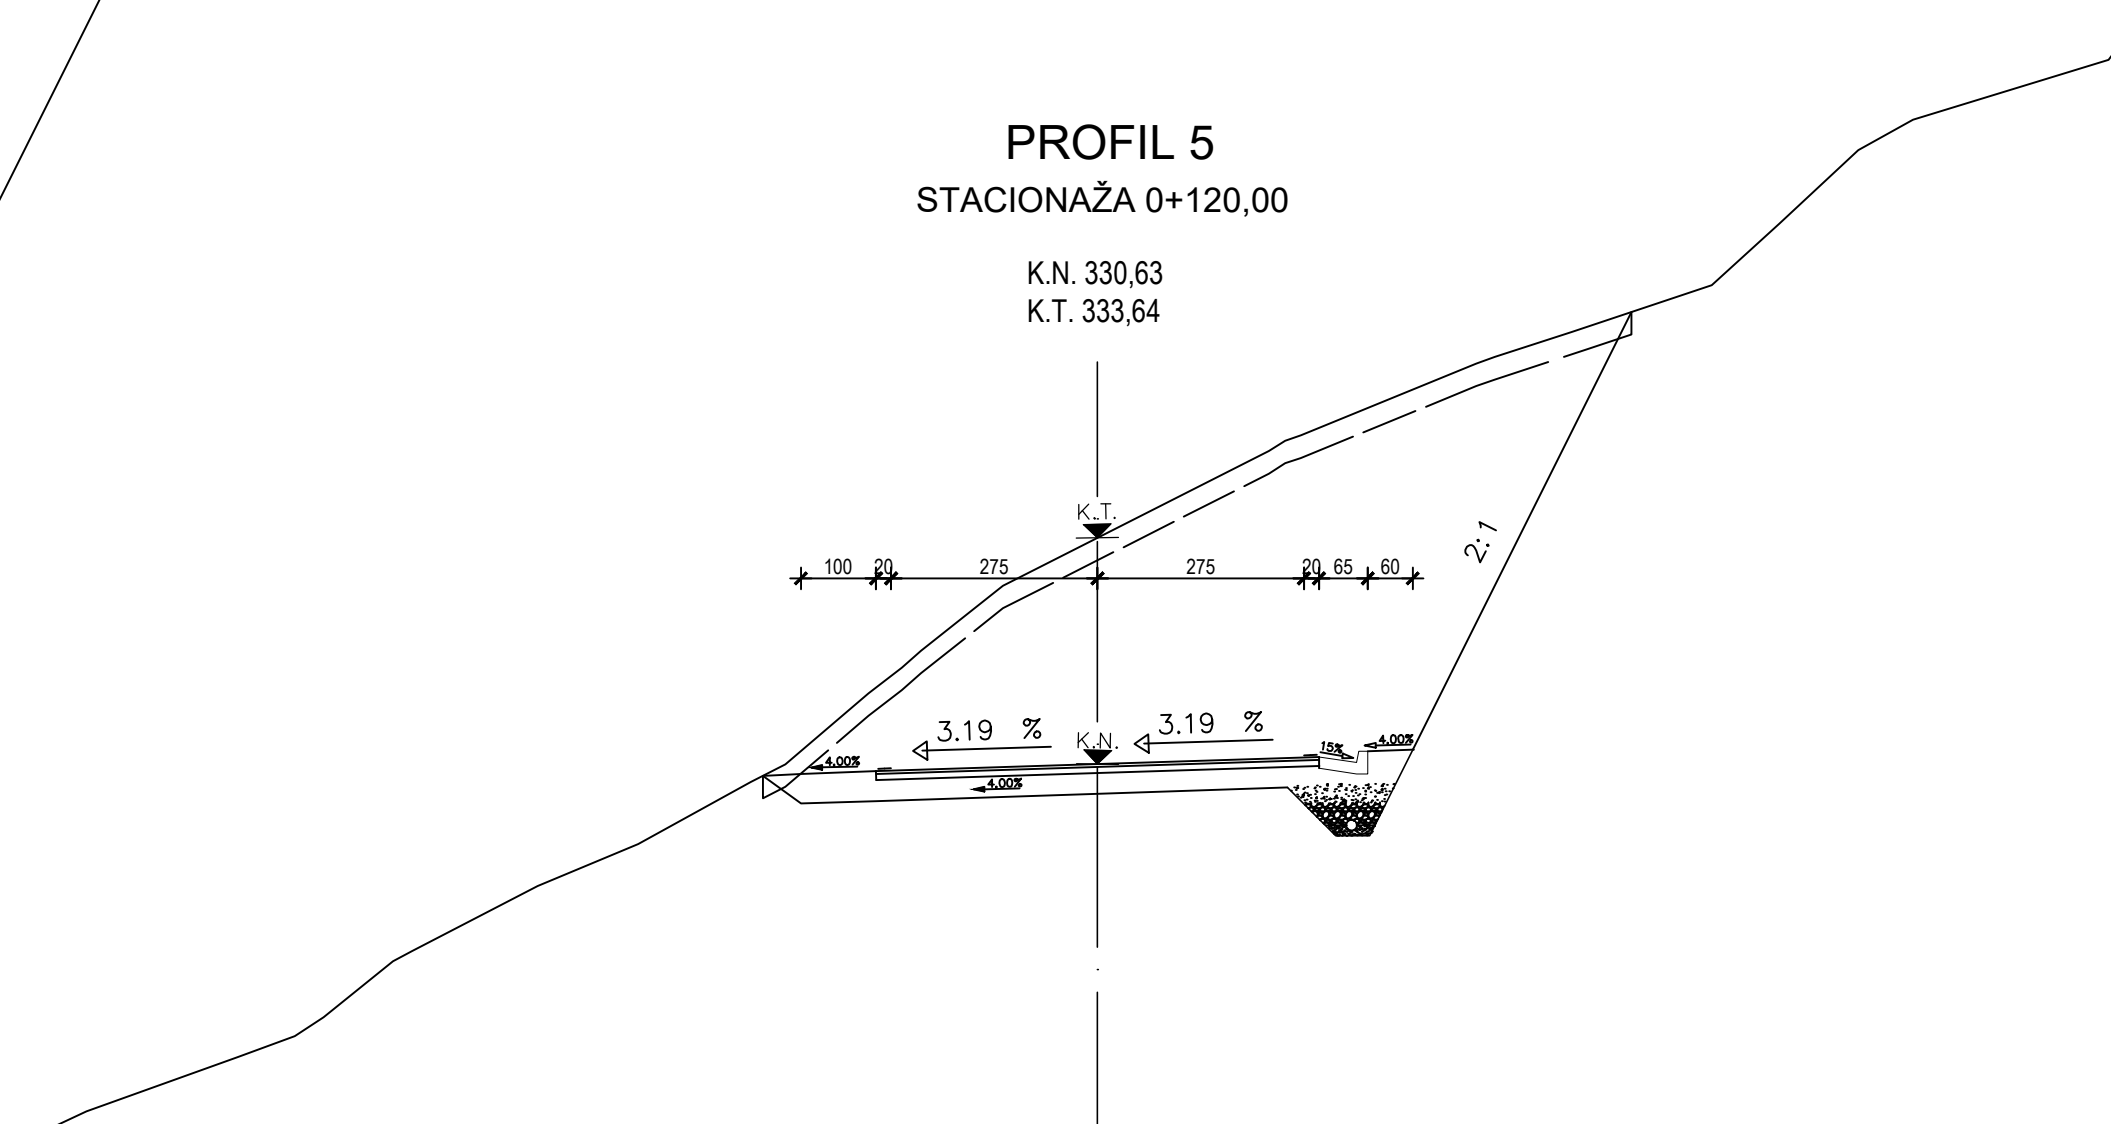 PROFIL 5
STACIONAŽA 0+120,00
K.N. 330,63
K.T. 333,64
K.T.
100 20 275 275 20 65 60
2:1
3.19 % 3.19 %
K.N.
4.00% 15% 4.00%
4.00%